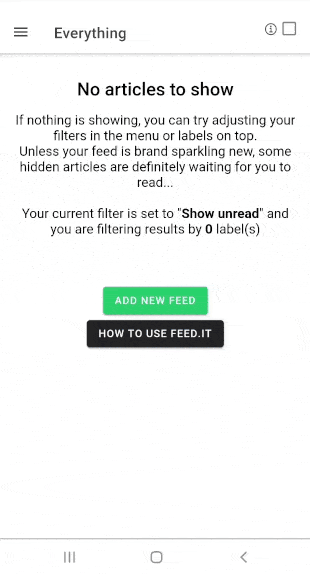 Everything
No articles to show
If nothing is showing, you can try adjusting your
filters in the menu or labels on top.
Unless your feed is brand sparkling new, some
hidden articles are definitely waiting for you to
read...
Your current filter is set to "Show unread" and
you are filtering results by 0 label(s)
ADD NEW FEED
HOW TO USE FEED.IT